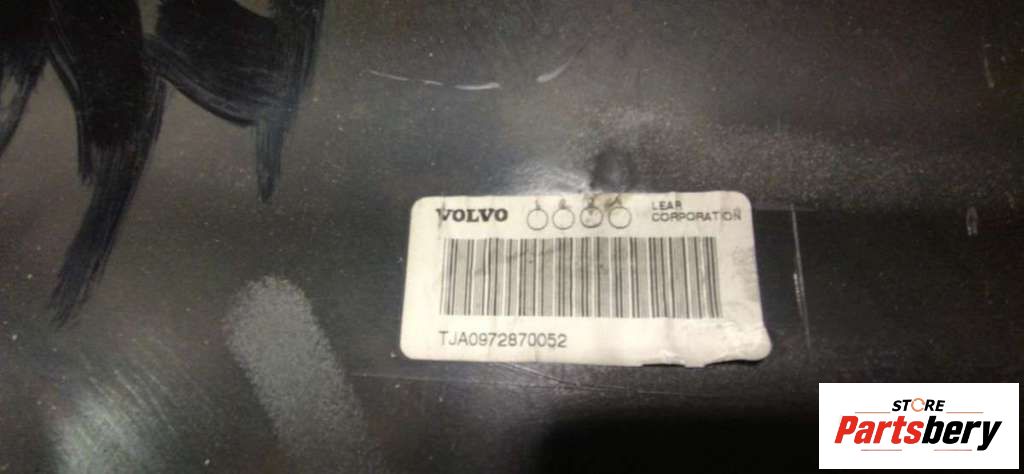 VOLVO
LEAR
CORPORATION
TJA0972870052
STORE
Partsbery